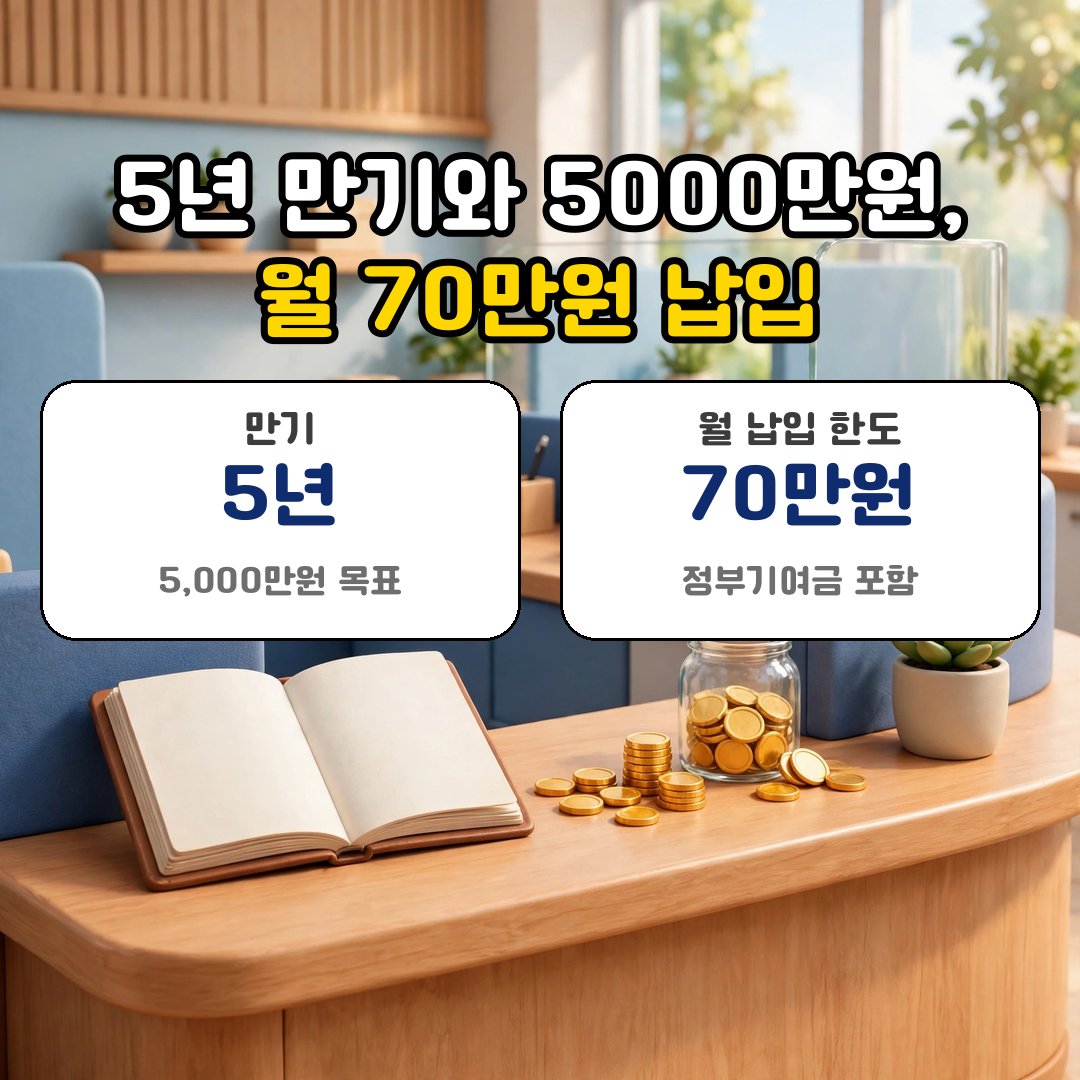 5년 만기와 5000만원,
월 70만원 납입
만기
5년
5,000만원 목표
월 납입 한도
70만원
정부기여금 포함